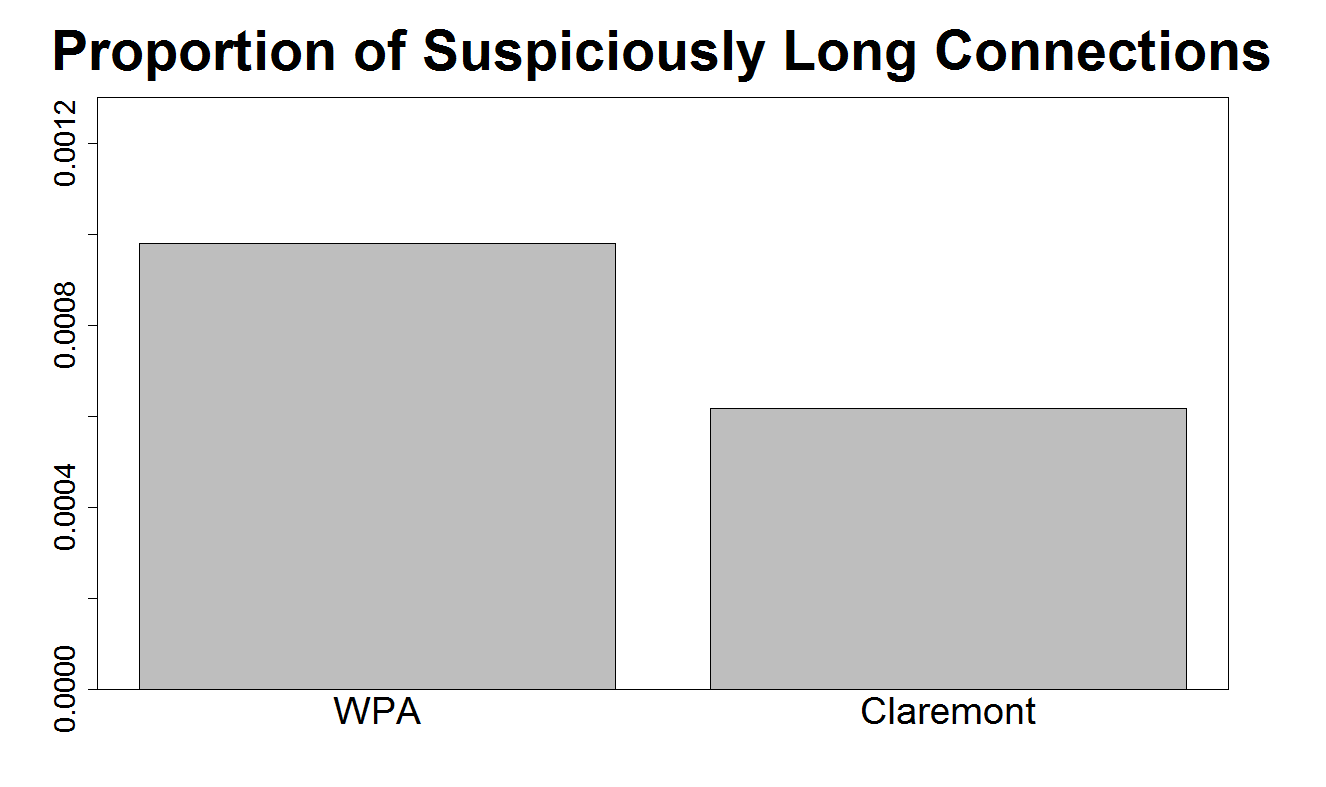 Proportion of Suspiciously Long Connections
0.0012
0.0008
0.0004
0.0000
WPA
Claremont